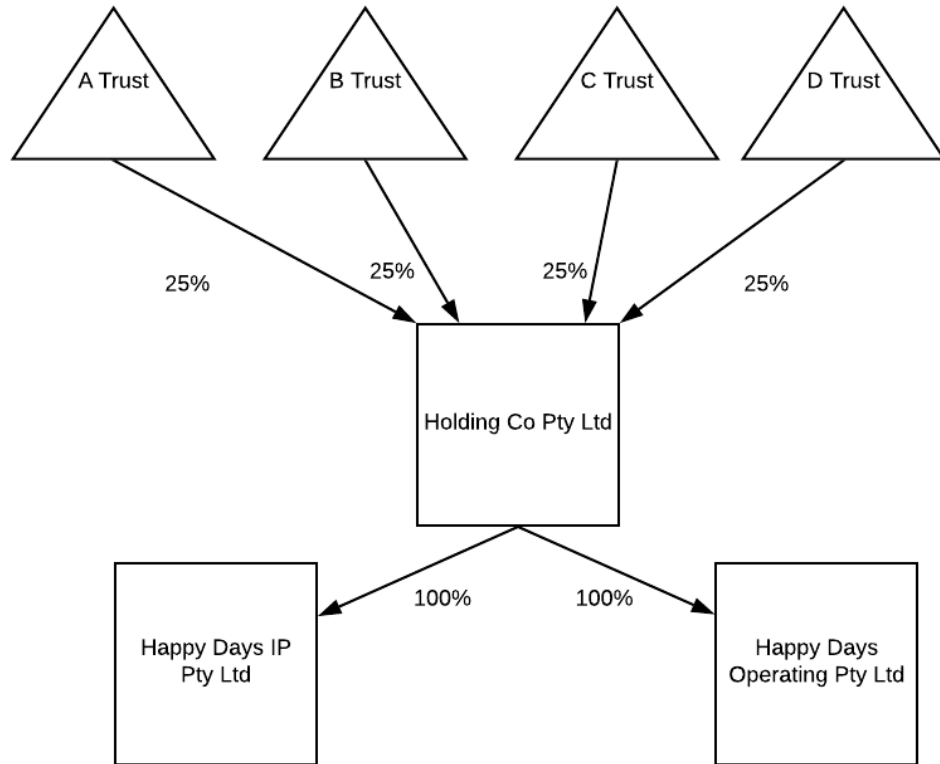 A Trust
B Trust
C Trust
D Trust
25%
25%
25%
25%
Holding Co Pty Ltd
100%
100%
Happy Days IP
Pty Ltd
Happy Days
Operating Pty Ltd